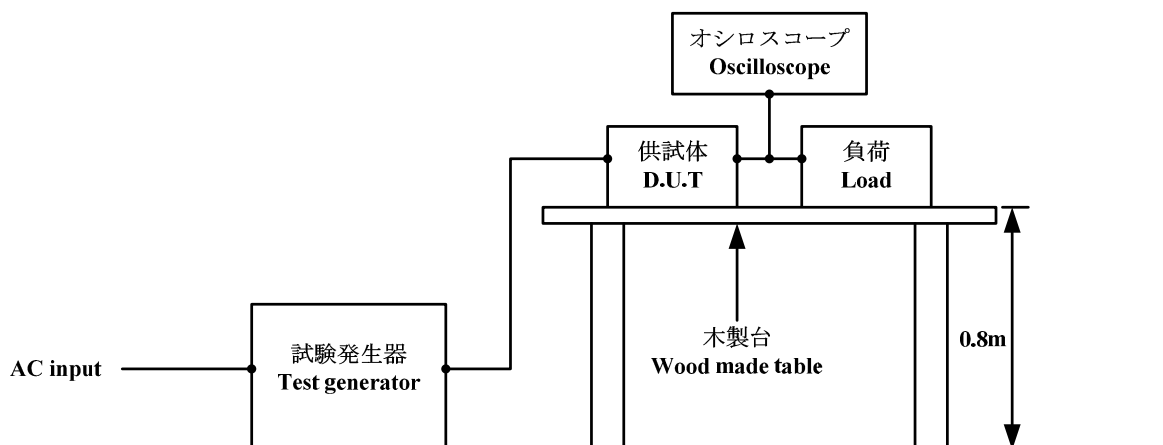 オシロスコープ
Oscilloscope
供試体
D.U.T
負荷
Load
木製台
Wood made table
0.8m
試験発生器
Test generator
AC input